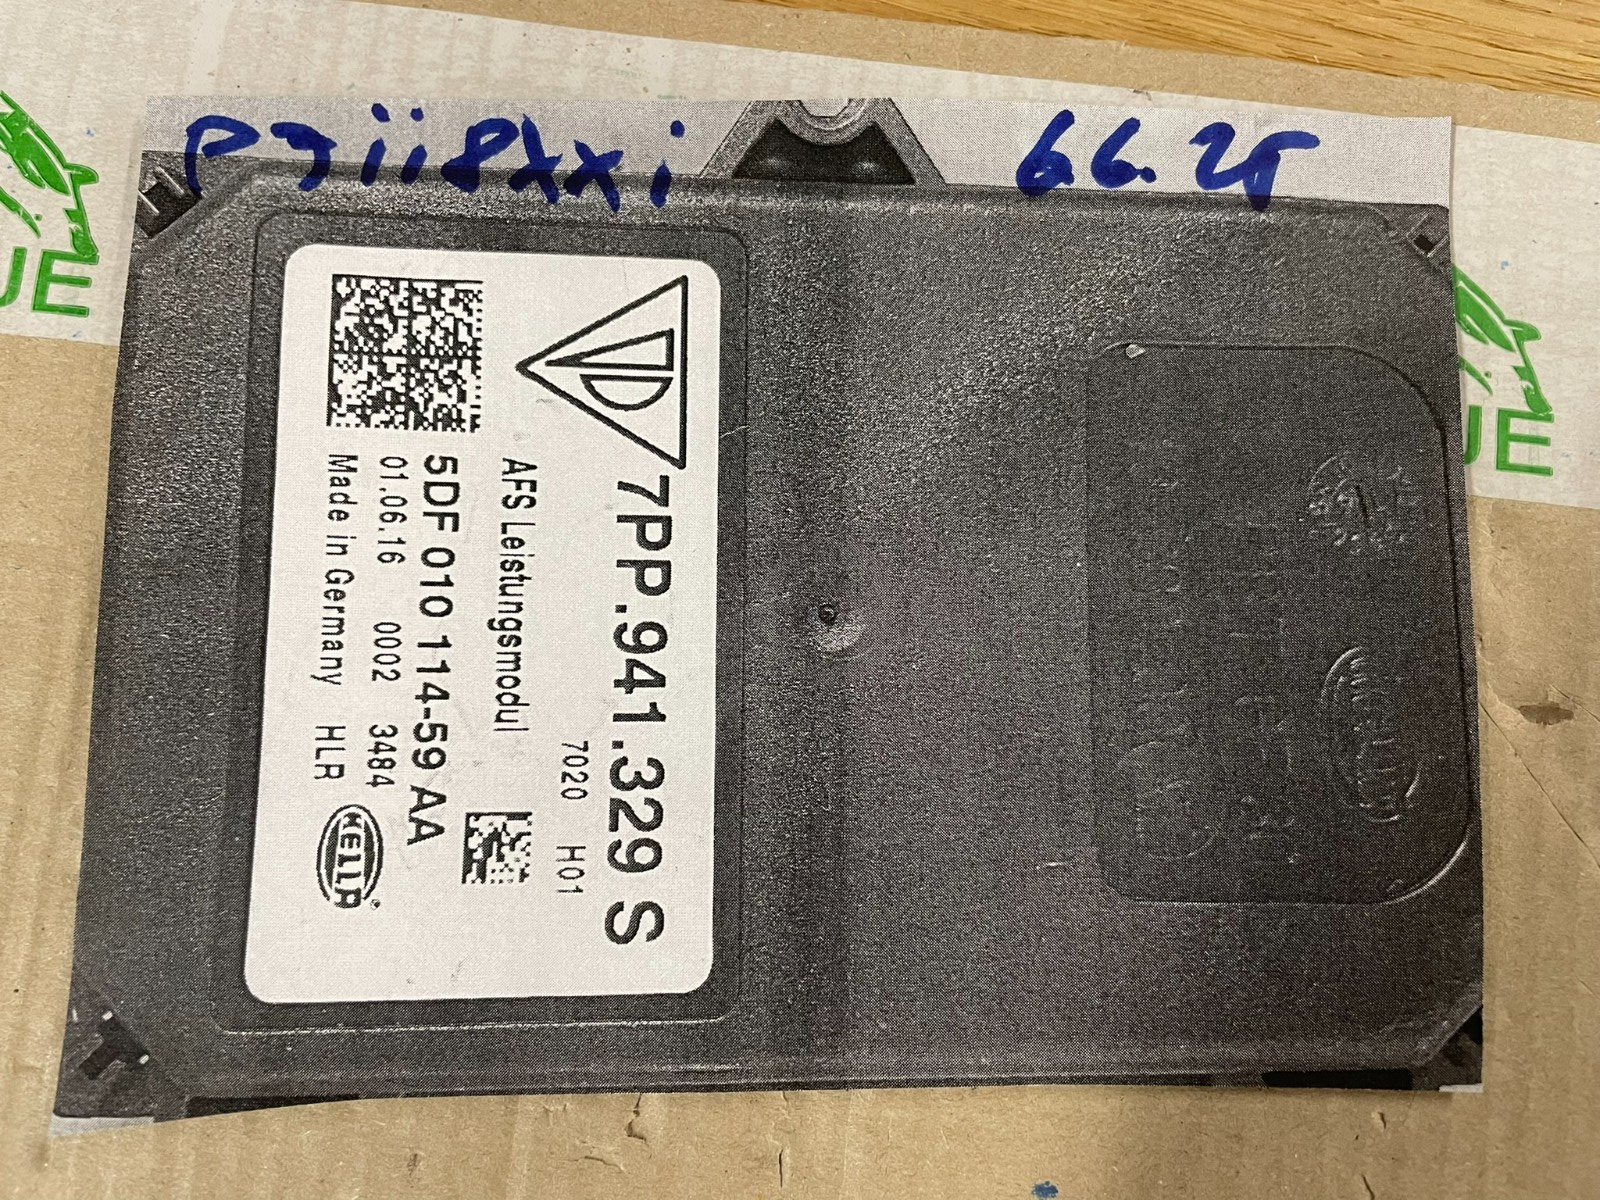 66.25
7PP.941.329 S
7020 H01
AFS Leistungsmodul
5DF 010 114-59 AA
01.06.16 0002 3484
Made in Germany HLR
HELLA
UE
UE